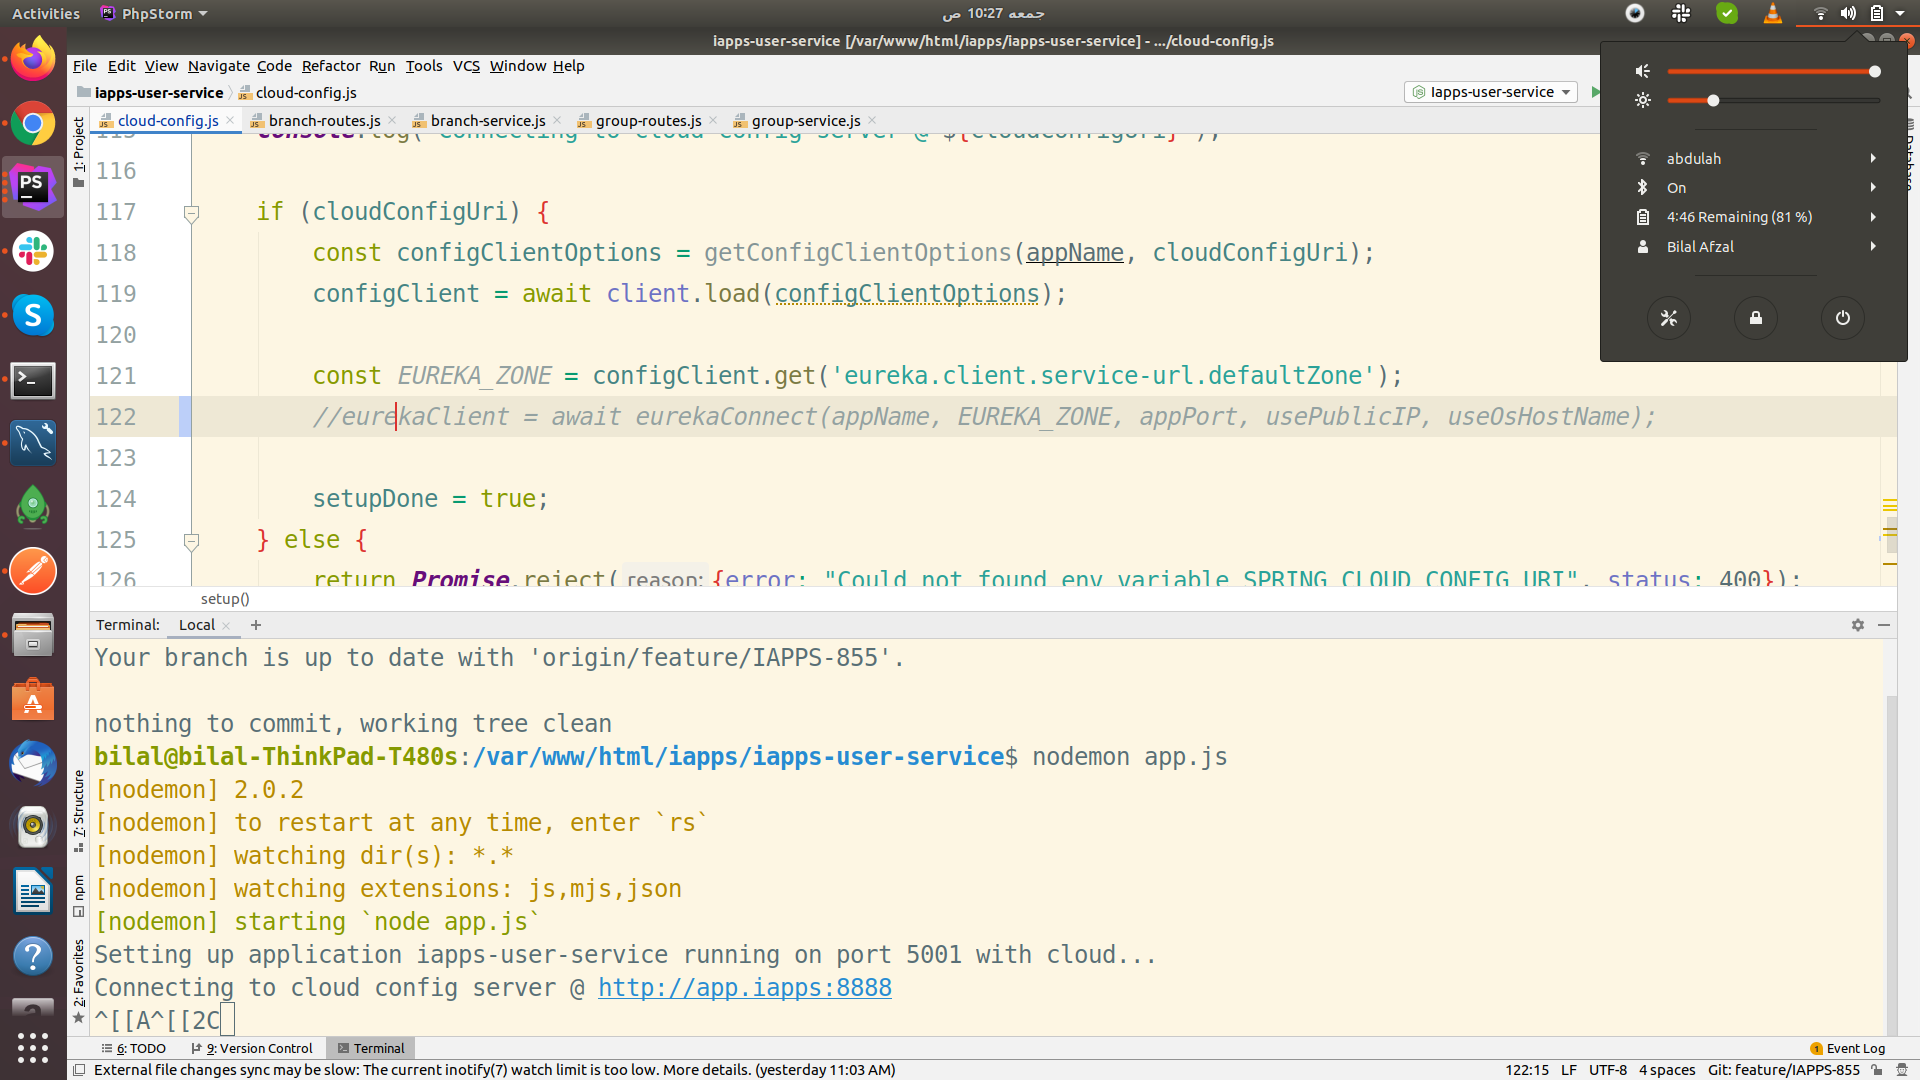 Activities PhpStorm جمعه 10:27 ص
iapps-user-service [/var/www/html/iapps/iapps-user-service] - .../cloud-config.js
File Edit View Navigate Code Refactor Run Tools VCS Window Help
iapps-user-service cloud-config.js Iapps-user-service
cloud-config.js branch-routes.js branch-service.js group-routes.js group-service.js
1: Project
Database
115 console.log(`Connecting to cloud config server @ ${cloudConfigUri}`);
116
117 if (cloudConfigUri) {
118 const configClientOptions = getConfigClientOptions(appName, cloudConfigUri);
119 configClient = await client.load(configClientOptions);
120
121 const EUREKA_ZONE = configClient.get('eureka.client.service-url.defaultZone');
122 //eurekaClient = await eurekaConnect(appName, EUREKA_ZONE, appPort, usePublicIP, useOsHostName);
123
124 setupDone = true;
125 } else {
126 return Promise.reject( reason: {error: "Could not found env variable SPRING_CLOUD_CONFIG_URI", status: 400});
setup()
abdulah
On
4:46 Remaining (81 %)
Bilal Afzal
Terminal: Local +
Your branch is up to date with 'origin/feature/IAPPS-855'.
nothing to commit, working tree clean
bilal@bilal-ThinkPad-T480s:/var/www/html/iapps/iapps-user-service$ nodemon app.js
[nodemon] 2.0.2
[nodemon] to restart at any time, enter `rs`
[nodemon] watching dir(s): *.*
[nodemon] watching extensions: js,mjs,json
[nodemon] starting `node app.js`
Setting up application iapps-user-service running on port 5001 with cloud...
Connecting to cloud config server @ http://app.iapps:8888
^[[A^[[2C
7: Structure
npm
2: Favorites
6: TODO 9: Version Control Terminal 1 Event Log
External file changes sync may be slow: The current inotify(7) watch limit is too low. More details. (yesterday 11:03 AM) 122:15 LF UTF-8 4 spaces Git: feature/IAPPS-855